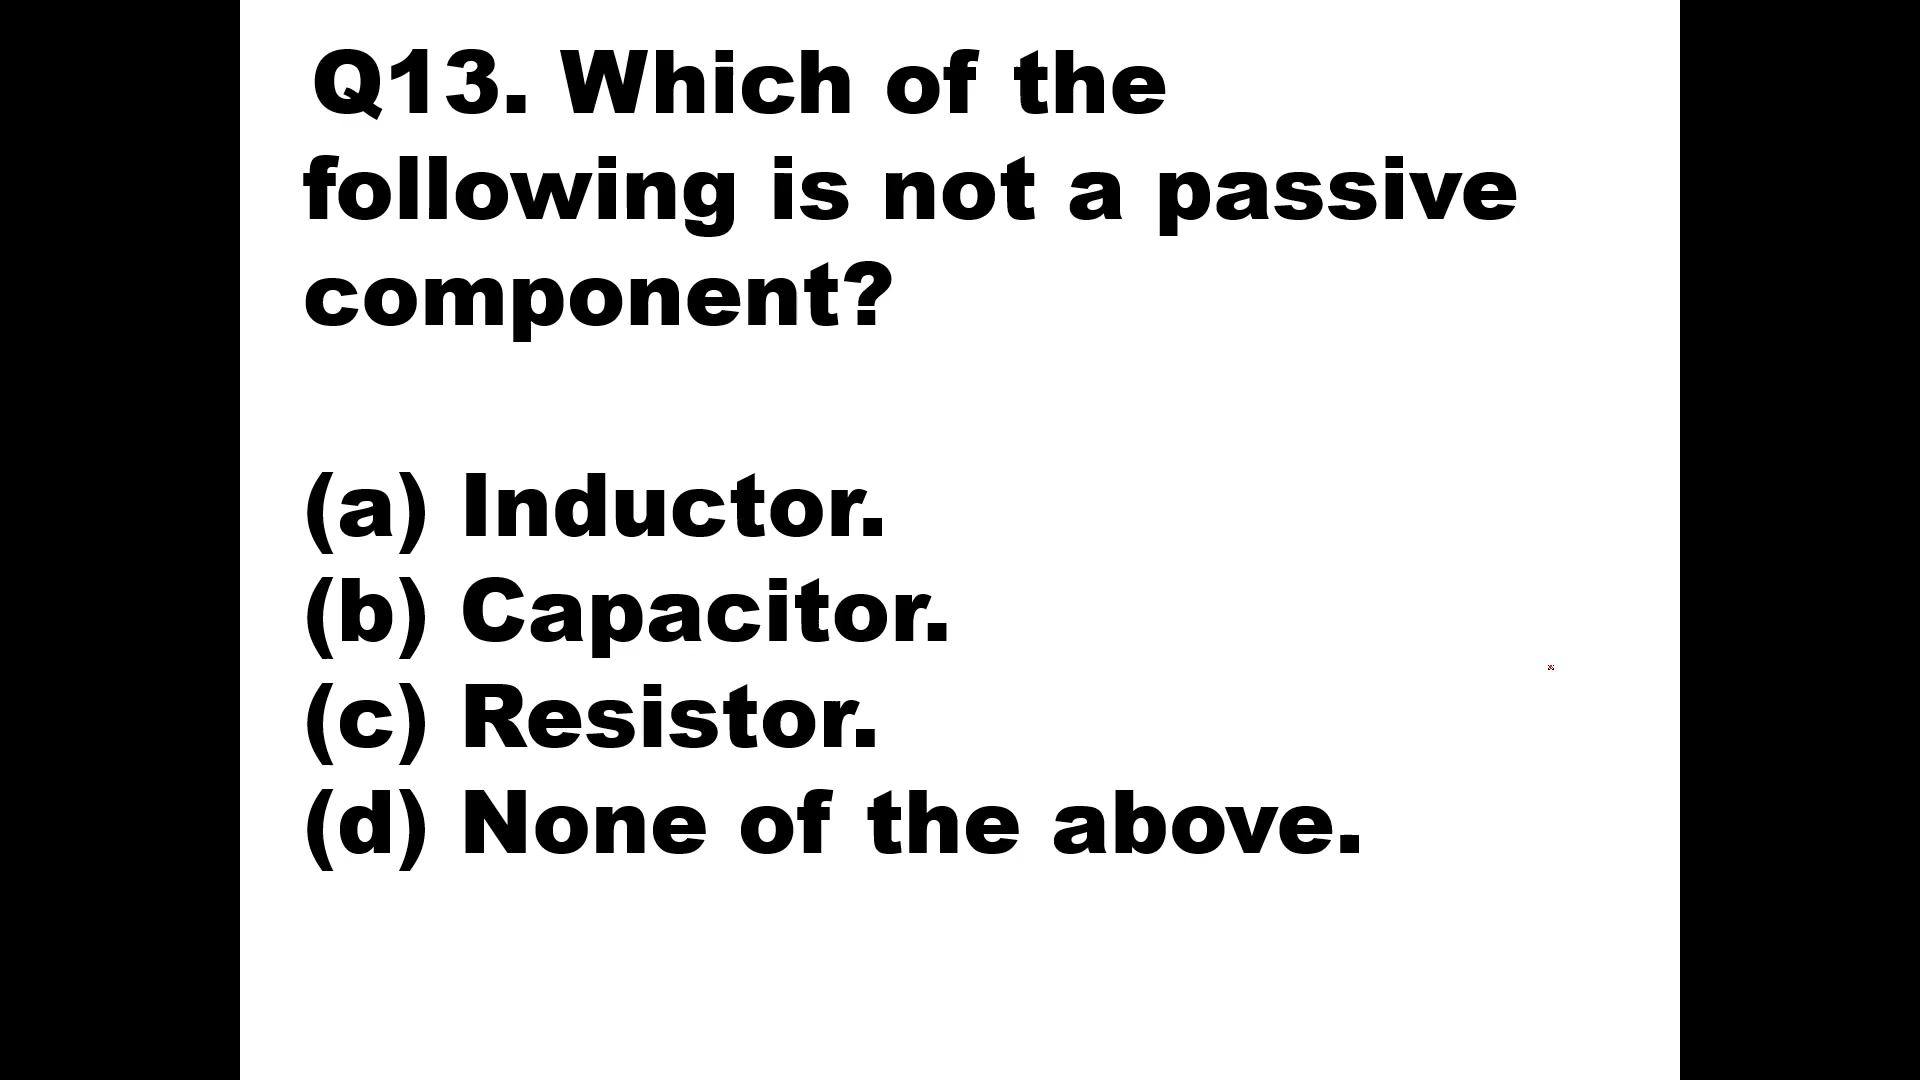 Q13. Which of the
following is not a passive
component?
(a) Inductor.
(b) Capacitor.
(c) Resistor.
(d) None of the above.